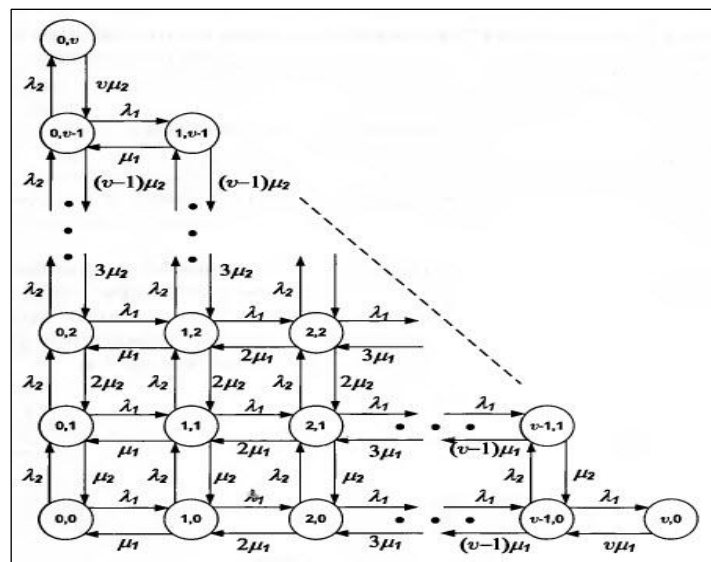 0,υ
λ₂ υμ₂
λ₁
0,υ-1 1,υ-1
μ₁
λ₂ (υ−1)μ₂ (υ−1)μ₂
3μ₂ 3μ₂
λ₂ λ₂ λ₂
λ₁ λ₁ λ₁
0,2 1,2 2,2
μ₁ 2μ₁ 3μ₁
λ₂ 2μ₂ λ₂ 2μ₂ λ₂ 2μ₂
λ₁ λ₁ λ₁ λ₁
0,1 1,1 2,1 υ-1,1
μ₁ 2μ₁ 3μ₁ (υ−1)μ₁
λ₂ μ₂ λ₂ μ₂ λ₂ μ₂ λ₂ μ₂
λ₁ λ₁ λ₁ λ₁ λ₁
0,0 1,0 2,0 υ-1,0 υ,0
μ₁ 2μ₁ 3μ₁ (υ−1)μ₁ υμ₁